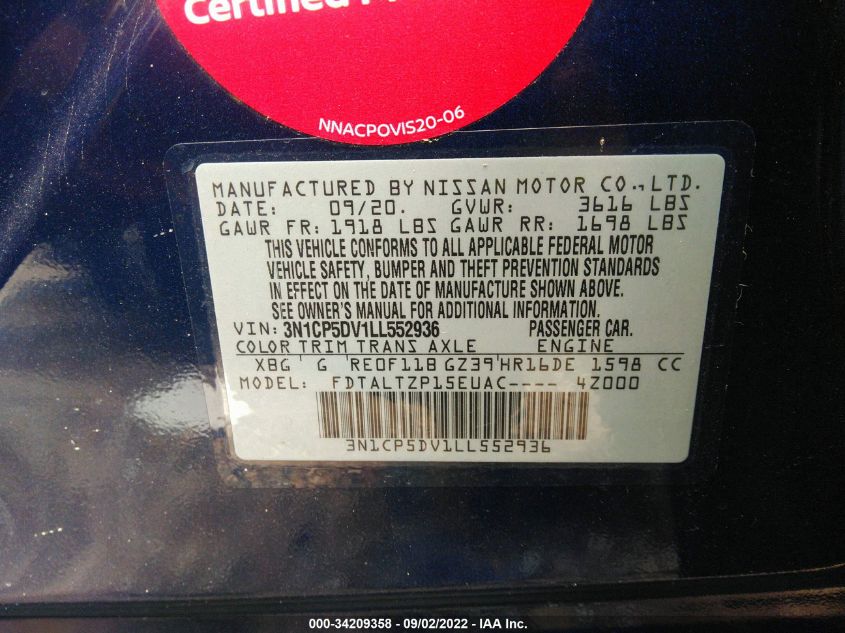 Certified
NNACPOVIS20-06
MANUFACTURED BY NISSAN MOTOR CO., LTD.
DATE: 09/20. GVWR: 3616 LBS
GAWR FR: 1918 LBS GAWR RR: 1698 LBS
THIS VEHICLE CONFORMS TO ALL APPLICABLE FEDERAL MOTOR
VEHICLE SAFETY, BUMPER AND THEFT PREVENTION STANDARDS
IN EFFECT ON THE DATE OF MANUFACTURE SHOWN ABOVE.
SEE OWNER'S MANUAL FOR ADDITIONAL INFORMATION.
VIN: 3N1CP5DV1LL552936 PASSENGER CAR.
COLOR TRIM TRANS AXLE ENGINE
XBG G RE0F11B GZ39 HR16DE 1598 CC
MODEL: FDTALTZP15EUAC---- 4Z000
3N1CP5DV1LL552936
000-34209358 - 09/02/2022 - IAA Inc.